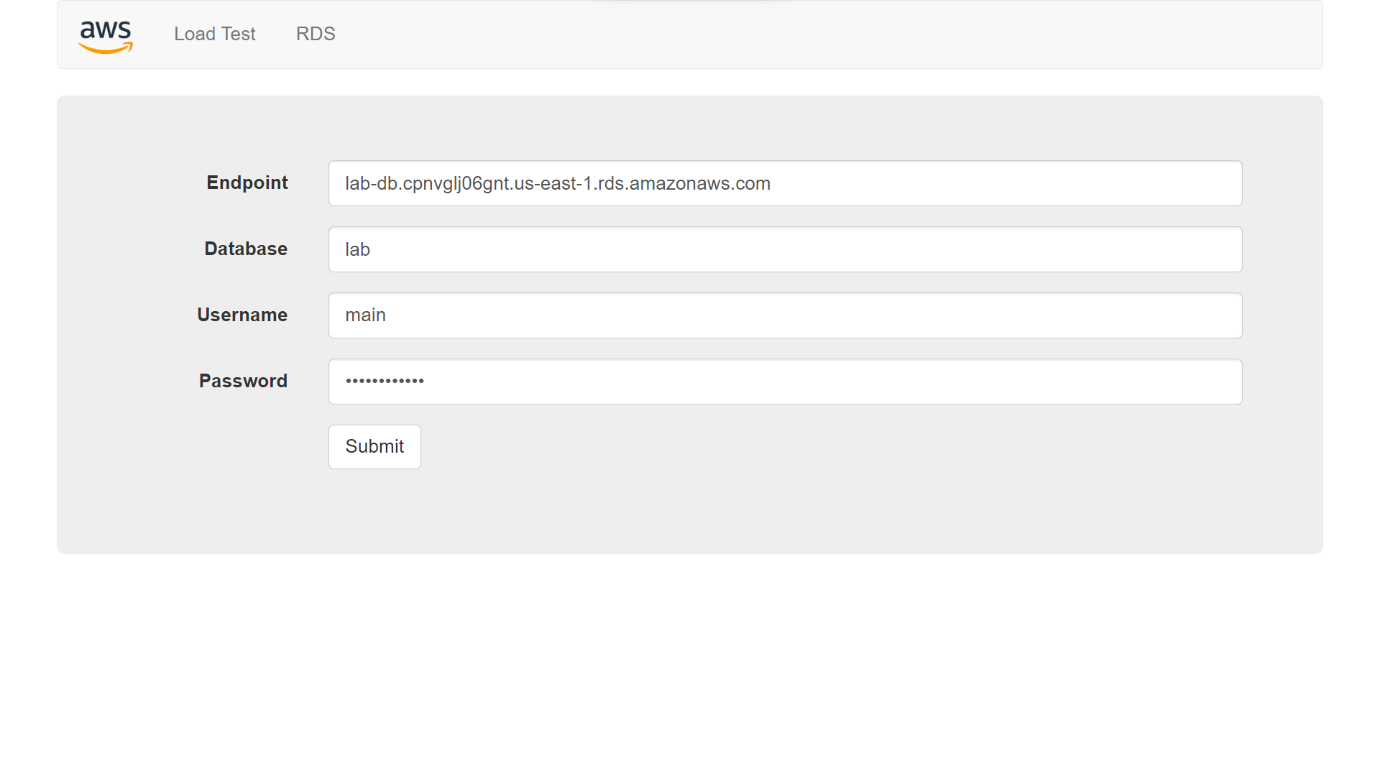 aws Load Test RDS
Endpoint lab-db.cpnvglj06gnt.us-east-1.rds.amazonaws.com
Database lab
Username main
Password ••••••••••••
Submit